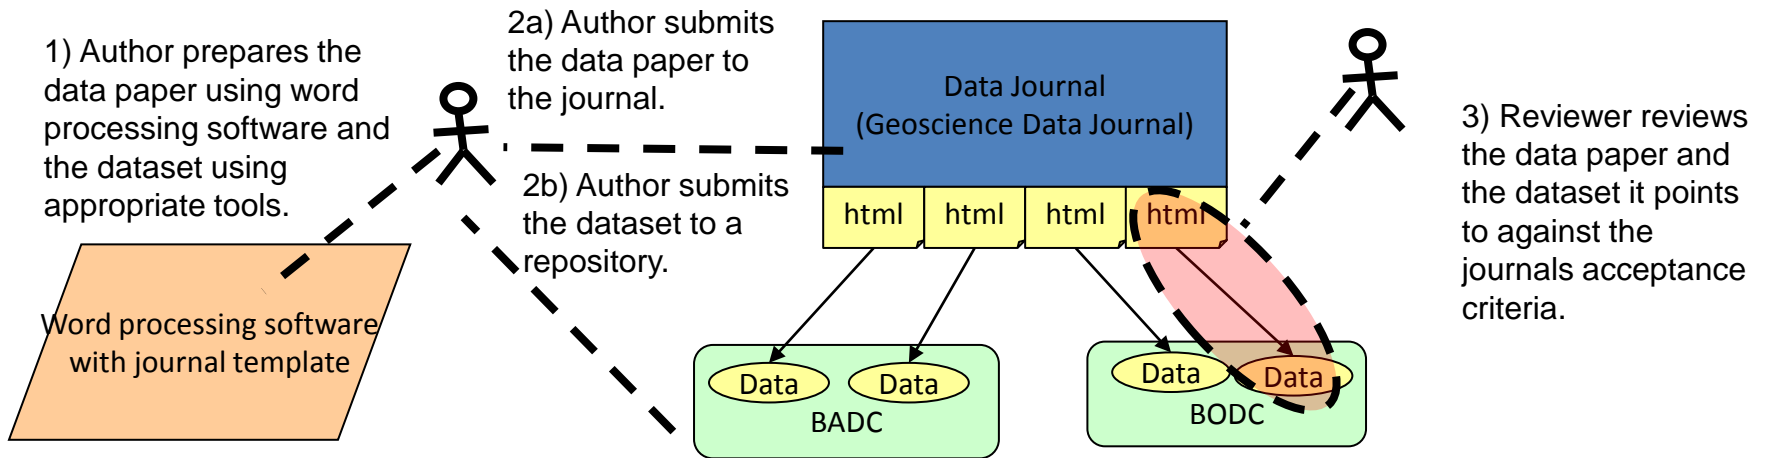 1) Author prepares the
data paper using word
processing software and
the dataset using
appropriate tools.
2a) Author submits
the data paper to
the journal.
2b) Author submits
the dataset to a
repository.
Data Journal
(Geoscience Data Journal)
html
html
html
html
3) Reviewer reviews
the data paper and
the dataset it points
to against the
journals acceptance
criteria.
Word processing software
with journal template
Data
Data
BADC
Data
Data
BODC